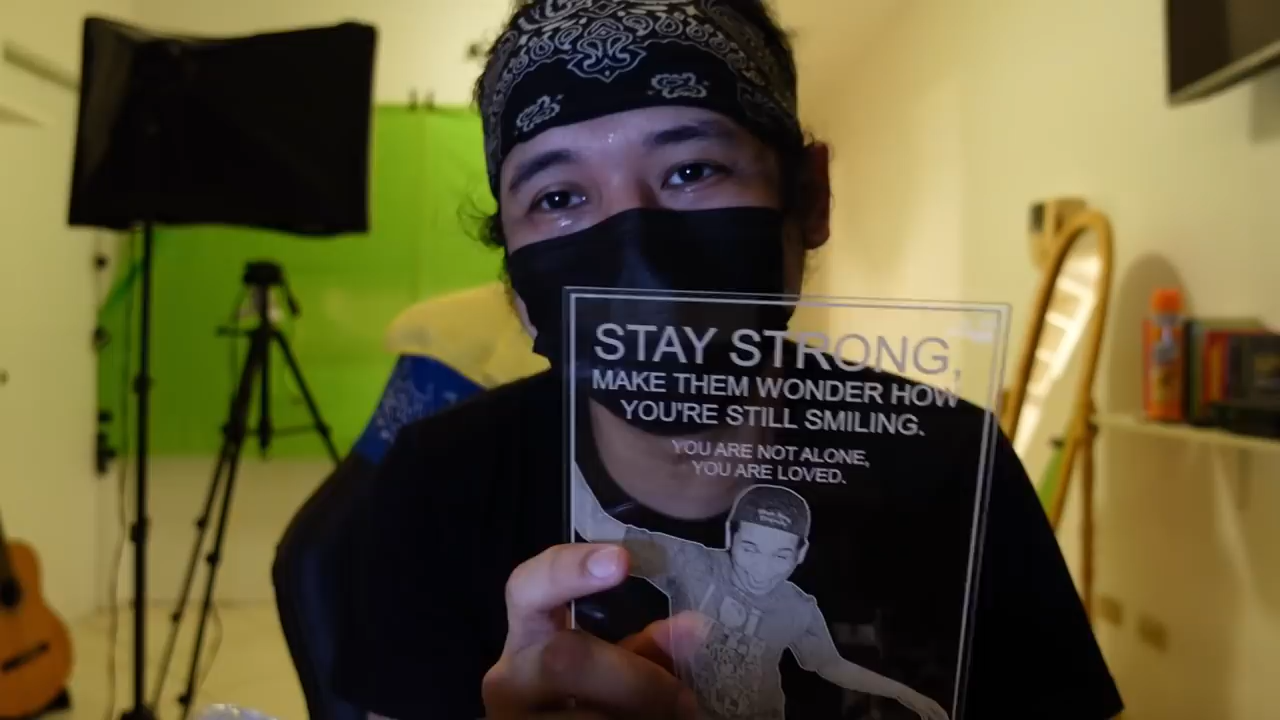 STAY STRONG,
MAKE THEM WONDER HOW
YOU'RE STILL SMILING.
YOU ARE NOT ALONE,
YOU ARE LOVED.